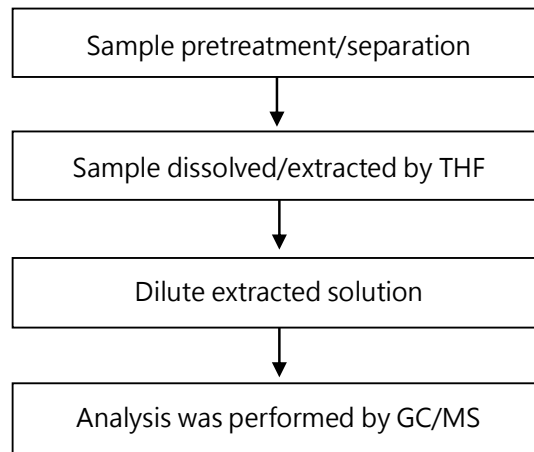 Sample pretreatment/separation
Sample dissolved/extracted by THF
Dilute extracted solution
Analysis was performed by GC/MS